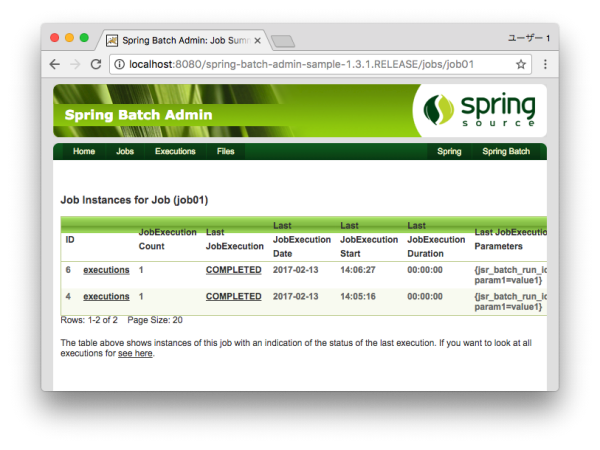 Spring Batch Admin: Job Sum
ユーザー 1
localhost:8080/spring-batch-admin-sample-1.3.1.RELEASE/jobs/job01
Spring Batch Admin
spring
source
Home Jobs Executions Files Spring Spring Batch
Job Instances for Job (job01)
ID JobExecution Count Last JobExecution Last JobExecution Date Last JobExecution Start Last JobExecution Duration Last JobExecutio Parameters
6 executions 1 COMPLETED 2017-02-13 14:06:27 00:00:00 {jsr_batch_run_id
param1=value1}
4 executions 1 COMPLETED 2017-02-13 14:05:16 00:00:00 {jsr_batch_run_id
param1=value1}
Rows: 1-2 of 2 Page Size: 20
The table above shows instances of this job with an indication of the status of the last execution. If you want to look at all
executions for see here.